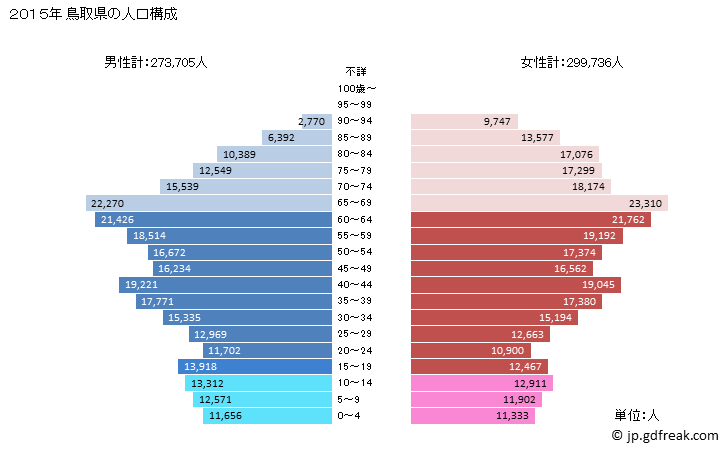 2015年 鳥取県の人口構成
男性計：273,705人
女性計：299,736人
不詳
100歳～
95～99
2,770 90～94 9,747
6,392 85～89 13,577
10,389 80～84 17,076
12,549 75～79 17,299
15,539 70～74 18,174
22,270 65～69 23,310
21,426 60～64 21,762
18,514 55～59 19,192
16,672 50～54 17,374
16,234 45～49 16,562
19,221 40～44 19,045
17,771 35～39 17,380
15,335 30～34 15,194
12,969 25～29 12,663
11,702 20～24 10,900
13,918 15～19 12,467
13,312 10～14 12,911
12,571 5～9 11,902
11,656 0～4 11,333
単位：人
© jp.gdfreak.com